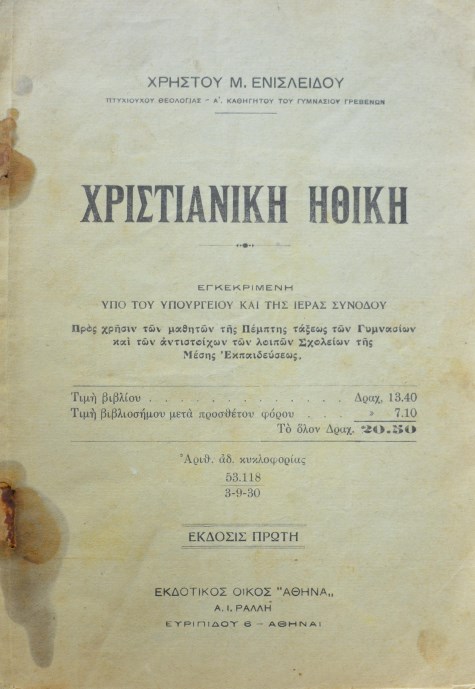 ΧΡΗΣΤΟΥ Μ. ΕΝΙΣΛΕΙΔΟΥ
ΠΤΥΧΙΟΥΧΟΥ ΘΕΟΛΟΓΙΑΣ - Α΄. ΚΑΘΗΓΗΤΟΥ ΤΟΥ ΓΥΜΝΑΣΙΟΥ ΓΡΕΒΕΝΩΝ
ΧΡΙΣΤΙΑΝΙΚΗ ΗΘΙΚΗ
ΕΓΚΕΚΡΙΜΕΝΗ
ΥΠΟ ΤΟΥ ΥΠΟΥΡΓΕΙΟΥ ΚΑΙ ΤΗΣ ΙΕΡΑΣ ΣΥΝΟΔΟΥ
Πρὸς χρῆσιν τῶν μαθητῶν τῆς Πέμπτης τάξεως τῶν Γυμνασίων
καὶ τῶν ἀντιστοίχων τῶν λοιπῶν Σχολείων τῆς
Μέσης Ἐκπαιδεύσεως.
Τιμὴ βιβλίου . . . . . . . . . . . . . Δραχ. 13.40
Τιμὴ βιβλιοσήμου μετὰ προσθέτου φόρου . . . » 7.10
Τὸ ὅλον Δραχ. 20.50
Ἀριθ. ἀδ. κυκλοφορίας
53.118
3-9-30
ΕΚΔΟΣΙΣ ΠΡΩΤΗ
ΕΚΔΟΤΙΚΟΣ ΟΙΚΟΣ "ΑΘΗΝΑ„
Α. Ι. ΡΑΛΛΗ
ΕΥΡΙΠΙΔΟΥ 6 - ΑΘΗΝΑΙ